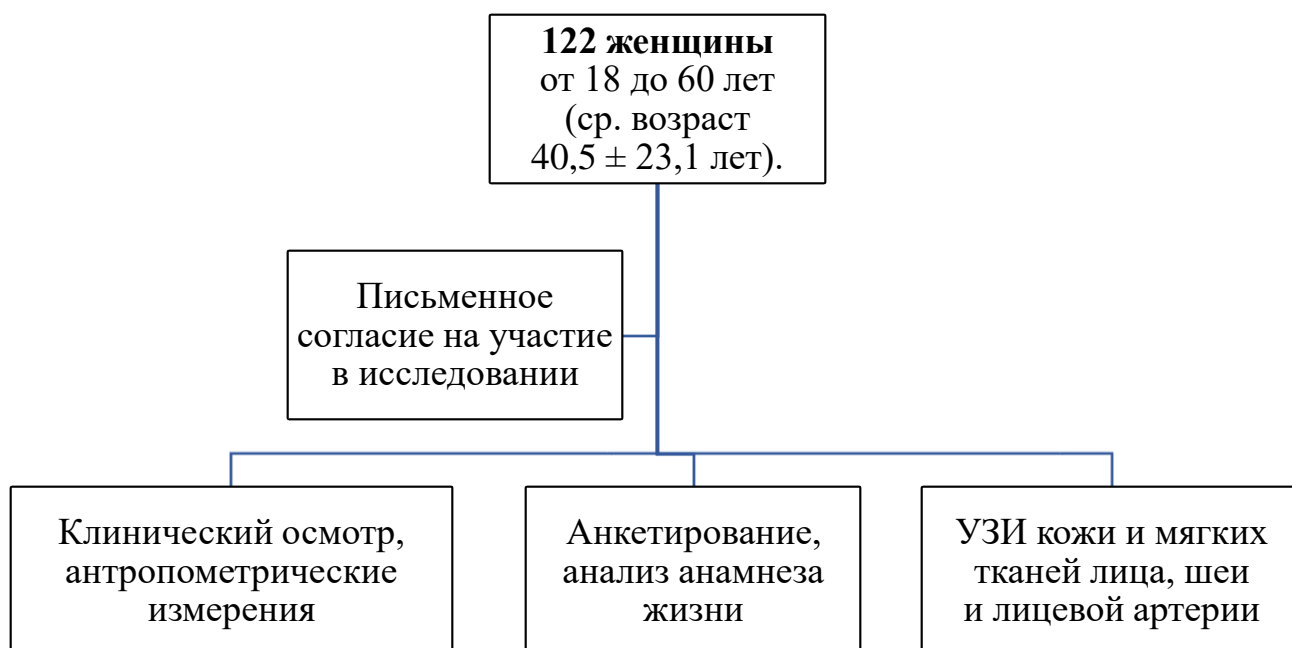 122 женщины
от 18 до 60 лет
(ср. возраст
40,5 ± 23,1 лет).
Письменное
согласие на участие
в исследовании
Клинический осмотр,
антропометрические
измерения
Анкетирование,
анализ анамнеза
жизни
УЗИ кожи и мягких
тканей лица, шеи
и лицевой артерии